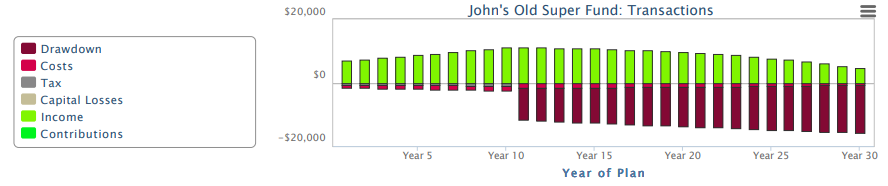 John's Old Super Fund: Transactions
Drawdown
Costs
Tax
Capital Losses
Income
Contributions
$20,000
$0
-$20,000
Year 5
Year 10
Year 15
Year 20
Year 25
Year 30
Year of Plan